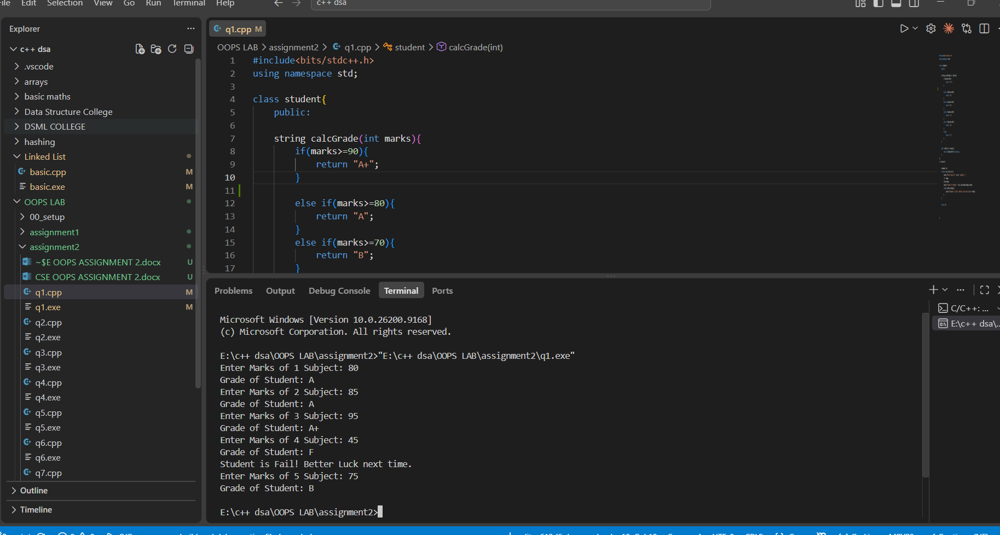 File Edit Selection View Go Run Terminal Help
c++ dsa
Explorer
c++ dsa
.vscode
arrays
basic maths
Data Structure College
DSML COLLEGE
hashing
Linked List
basic.cpp M
basic.exe M
OOPS LAB
00_setup
assignment1
assignment2
~$E OOPS ASSIGNMENT 2.docx U
CSE OOPS ASSIGNMENT 2.docx U
q1.cpp M
q1.exe M
q2.cpp
q2.exe
q3.cpp
q3.exe
q4.cpp
q4.exe
q5.cpp
q5.exe
q6.cpp
q6.exe
q7.cpp
Outline
Timeline
q1.cpp M
OOPS LAB > assignment2 > q1.cpp > student > calcGrade(int)
1 #include<bits/stdc++.h>
2 using namespace std;
3
4 class student{
5 public:
6
7 string calcGrade(int marks){
8 if(marks>=90){
9 return "A+";
10 }
11
12 else if(marks>=80){
13 return "A";
14 }
15 else if(marks>=70){
16 return "B";
17 }
Problems Output Debug Console Terminal Ports
C/C++: ...
E:\c++ dsa\...
Microsoft Windows [Version 10.0.26200.9168]
(c) Microsoft Corporation. All rights reserved.
E:\c++ dsa\OOPS LAB\assignment2>"E:\c++ dsa\OOPS LAB\assignment2\q1.exe"
Enter Marks of 1 Subject: 80
Grade of Student: A
Enter Marks of 2 Subject: 85
Grade of Student: A
Enter Marks of 3 Subject: 95
Grade of Student: A+
Enter Marks of 4 Subject: 45
Grade of Student: F
Student is Fail! Better Luck next time.
Enter Marks of 5 Subject: 75
Grade of Student: B
E:\c++ dsa\OOPS LAB\assignment2>